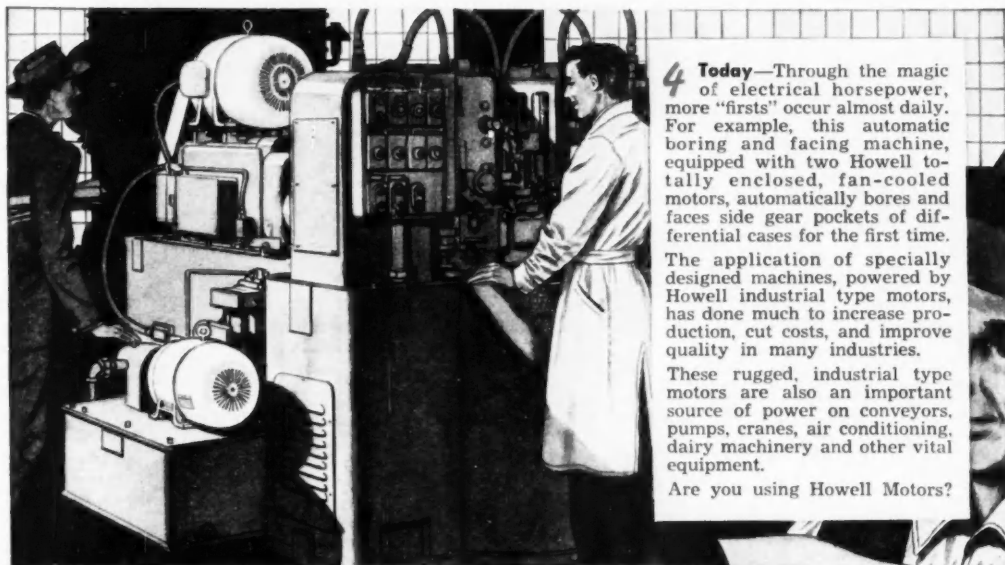 4 Today—Through the magic
of electrical horsepower,
more "firsts" occur almost daily.
For example, this automatic
boring and facing machine,
equipped with two Howell to-
tally enclosed, fan-cooled
motors, automatically bores and
faces side gear pockets of dif-
ferential cases for the first time.
The application of specially
designed machines, powered by
Howell industrial type motors,
has done much to increase pro-
duction, cut costs, and improve
quality in many industries.
These rugged, industrial type
motors are also an important
source of power on conveyors,
pumps, cranes, air conditioning,
dairy machinery and other vital
equipment.
Are you using Howell Motors?